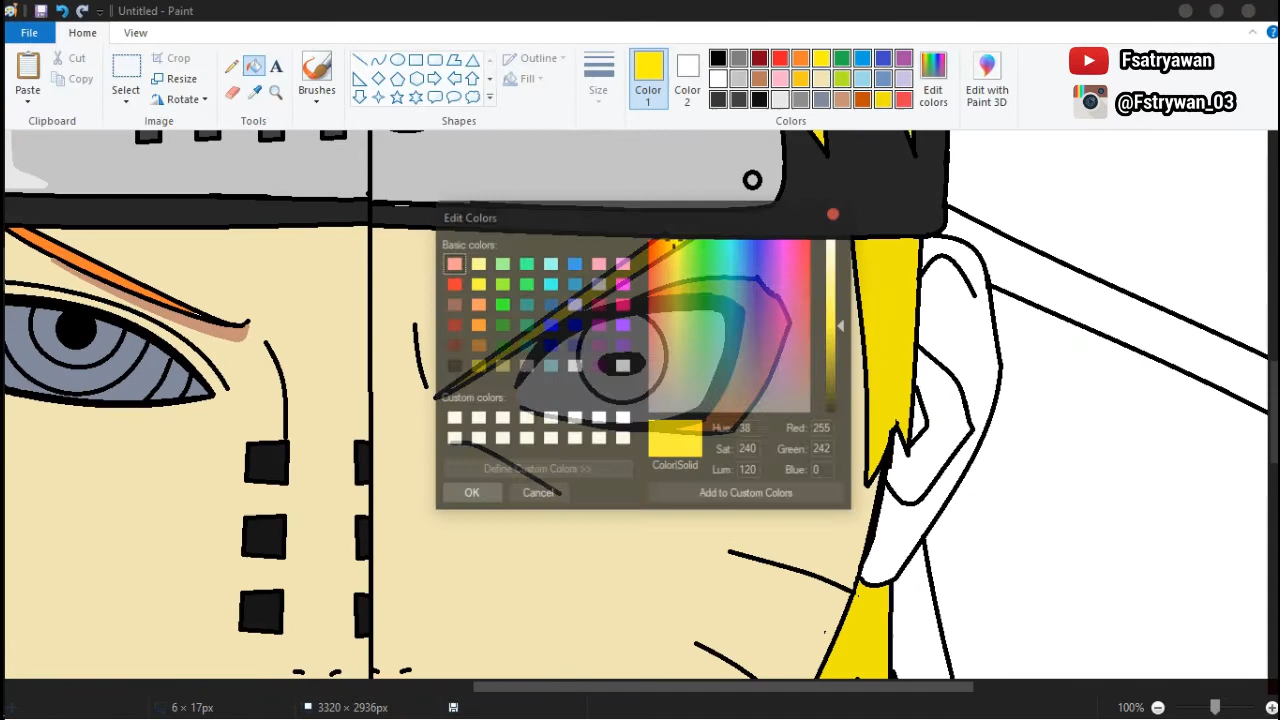 Untitled - Paint
File
Home
View
Paste
Cut
Copy
Clipboard
Select
Crop
Resize
Rotate
Image
A
Tools
Brushes
Outline
Fill
Shapes
Size
Color
1
Color
2
Edit
colors
Colors
Edit with
Paint 3D
Fsatryawan
@Fstrywan_03
Edit Colors
Basic colors:
Custom colors:
Define Custom Colors >>
OK
Cancel
Color|Solid
Hue: 38
Sat: 240
Lum: 120
Red: 255
Green: 242
Blue: 0
Add to Custom Colors
6 × 17px
3320 × 2936px
100%